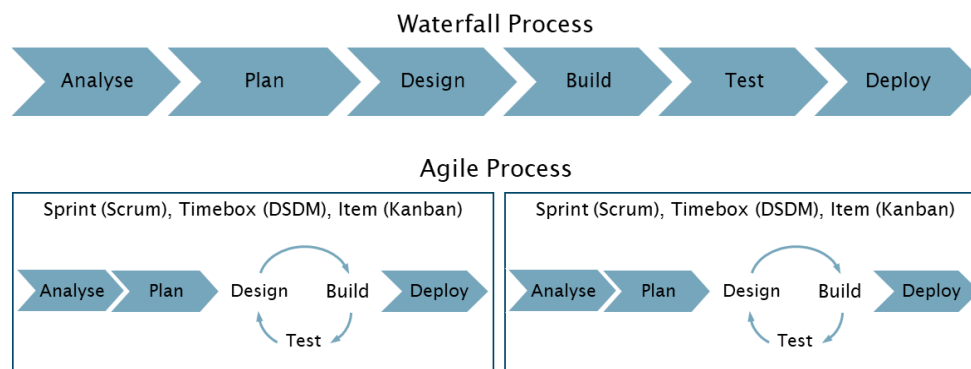 Waterfall Process
Analyse Plan Design Build Test Deploy
Agile Process
Sprint (Scrum), Timebox (DSDM), Item (Kanban)
Analyse Plan Design Build Deploy
Test
Sprint (Scrum), Timebox (DSDM), Item (Kanban)
Analyse Plan Design Build Deploy
Test